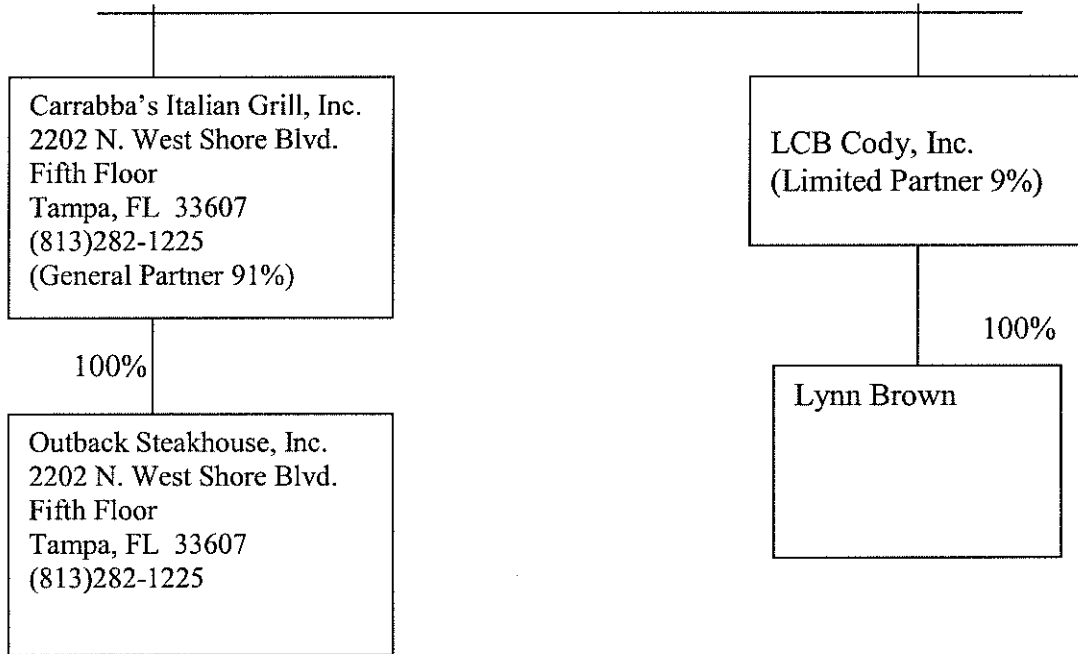 Carrabba's Italian Grill, Inc.
2202 N. West Shore Blvd.
Fifth Floor
Tampa, FL 33607
(813)282-1225
(General Partner 91%)
100%
Outback Steakhouse, Inc.
2202 N. West Shore Blvd.
Fifth Floor
Tampa, FL 33607
(813)282-1225
LCB Cody, Inc.
(Limited Partner 9%)
100%
Lynn Brown